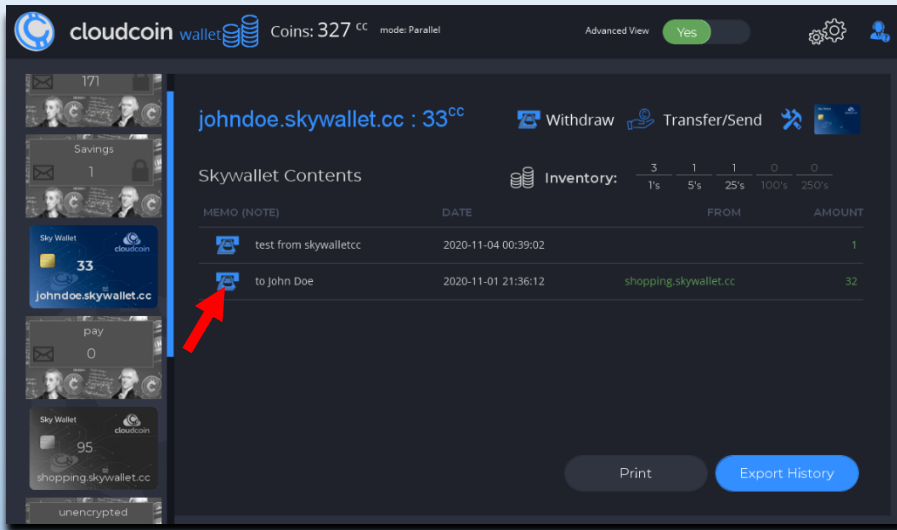 cloudcoin wallet Coins: 327 cc mode: Parallel Advanced View Yes
171
Savings
1
Sky Wallet
cloudcoin
33
johndoe.skywallet.cc
pay
0
Sky Wallet
cloudcoin
95
shopping.skywallet.cc
unencrypted
johndoe.skywallet.cc : 33cc Withdraw Transfer/Send
Skywallet Contents Inventory: 3 1 1 0 0
1's 5's 25's 100's 250's
MEMO (NOTE) DATE FROM AMOUNT
test from skywalletcc 2020-11-04 00:39:02 1
to John Doe 2020-11-01 21:36:12 shopping.skywallet.cc 32
Print Export History